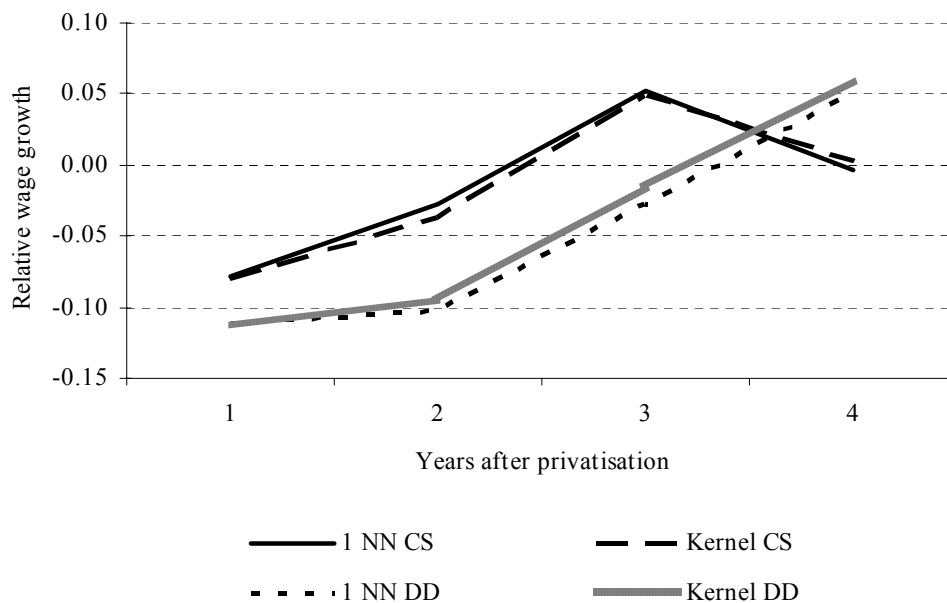 0.10
0.05
0.00
-0.05
-0.10
-0.15
Relative wage growth
1 2 3 4
Years after privatisation
1 NN CS Kernel CS
1 NN DD Kernel DD